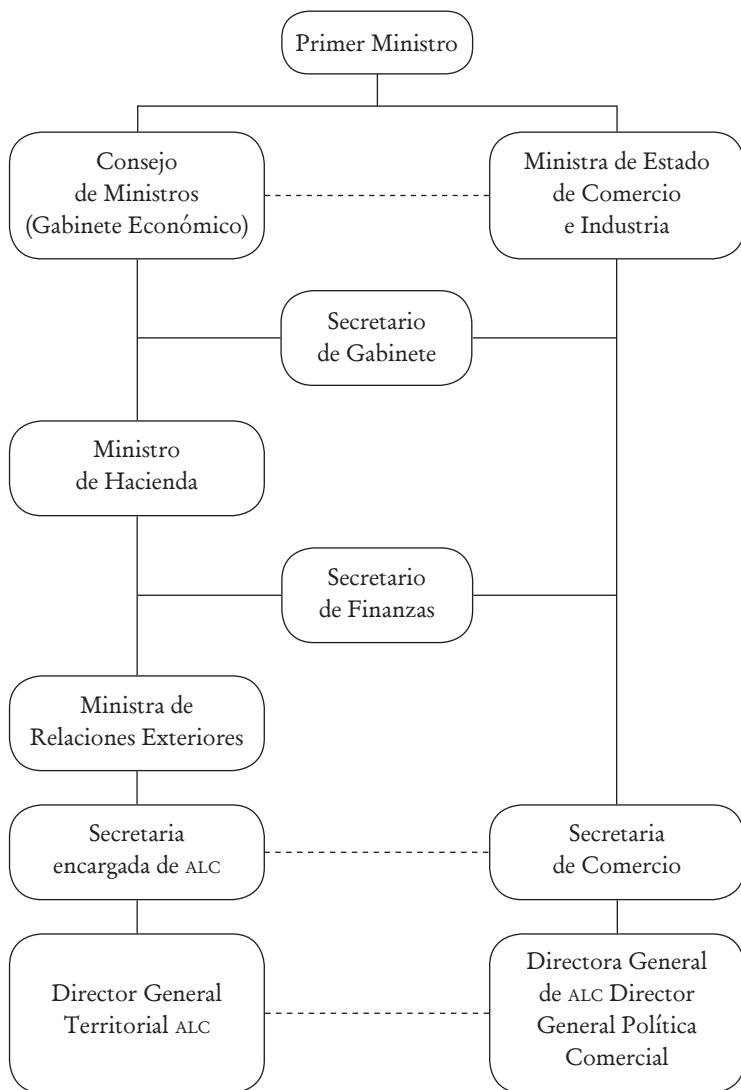 Primer Ministro
Consejo
de Ministros
(Gabinete Económico)
Ministra de Estado
de Comercio
e Industria
Secretario
de Gabinete
Ministro
de Hacienda
Secretario
de Finanzas
Ministra de
Relaciones Exteriores
Secretaria
encargada de ALC
Secretaria
de Comercio
Director General
Territorial ALC
Directora General
de ALC Director
General Política
Comercial